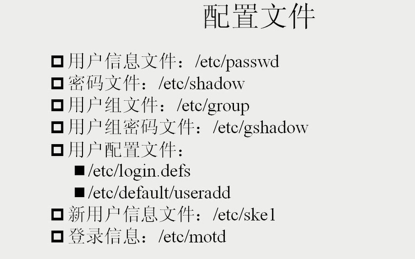 配置文件
用户信息文件：/etc/passwd
密码文件：/etc/shadow
用户组文件：/etc/group
用户组密码文件：/etc/gshadow
用户配置文件：
/etc/login.defs
/etc/default/useradd
新用户信息文件：/etc/ske1
登录信息：/etc/motd